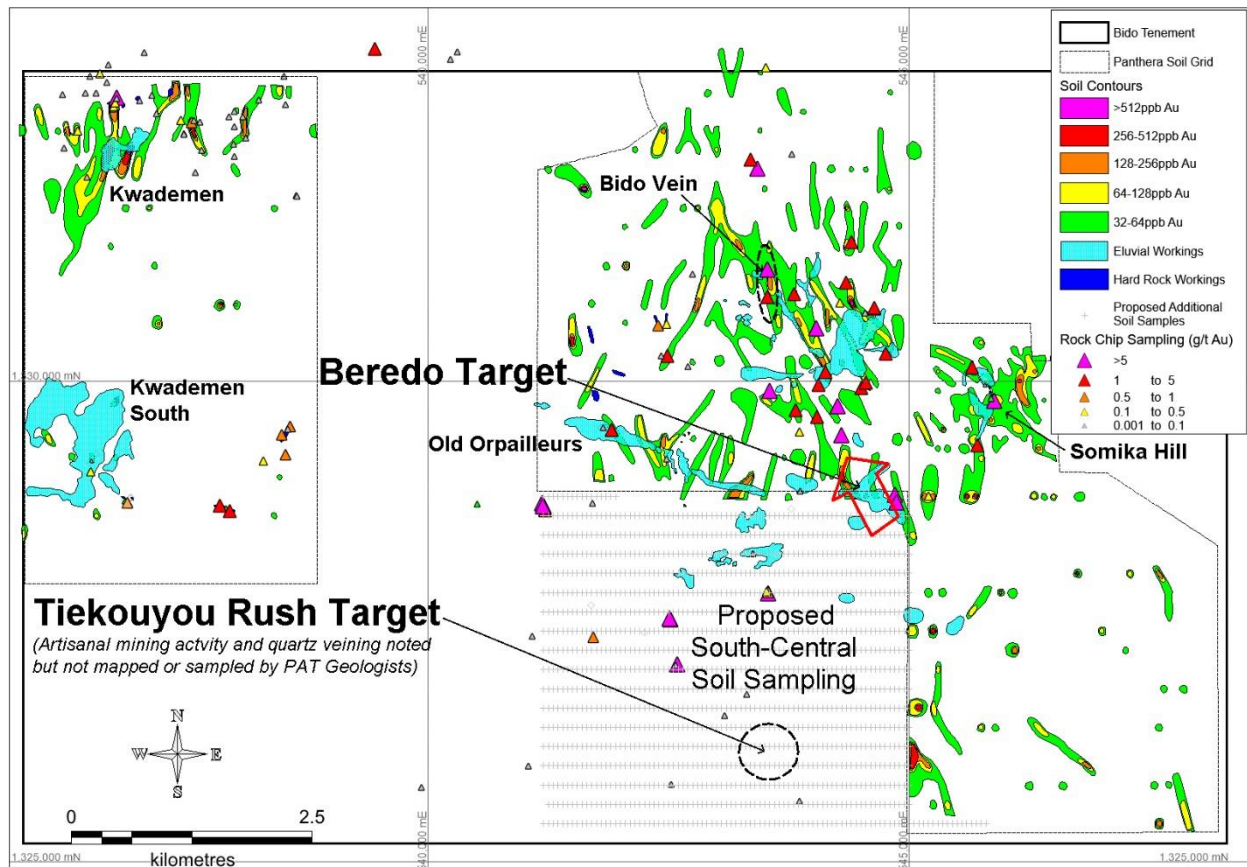 540,000 mE
545,000 mE
Bido Tenement
Panthera Soil Grid
Soil Contours
>512ppb Au
256-512ppb Au
128-256ppb Au
64-128ppb Au
32-64ppb Au
Eluvial Workings
Hard Rock Workings
Proposed Additional
Soil Samples
Rock Chip Sampling (g/t Au)
>5
1 to 5
0.5 to 1
0.1 to 0.5
0.001 to 0.1
Kwademen
Bido Vein
Beredo Target
Kwademen
South
Old Orpailleurs
Somika Hill
Tiekouyou Rush Target
(Artisanal mining actvity and quartz veining noted
but not mapped or sampled by PAT Geologists)
Proposed
South-Central
Soil Sampling
N
W
E
S
0
2.5
kilometres
1.325,000 mN
1.325,000 mN